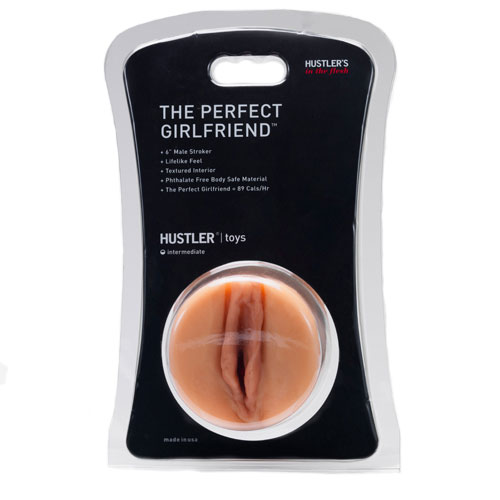 HUSTLER'S
in the flesh
THE PERFECT
GIRLFRIEND™
+ 6" Male Stroker
+ Lifelike Feel
+ Textured Interior
+ Phthalate Free Body Safe Material
+ The Perfect Girlfriend = 89 Cals/Hr
HUSTLER® | toys
intermediate
made in usa